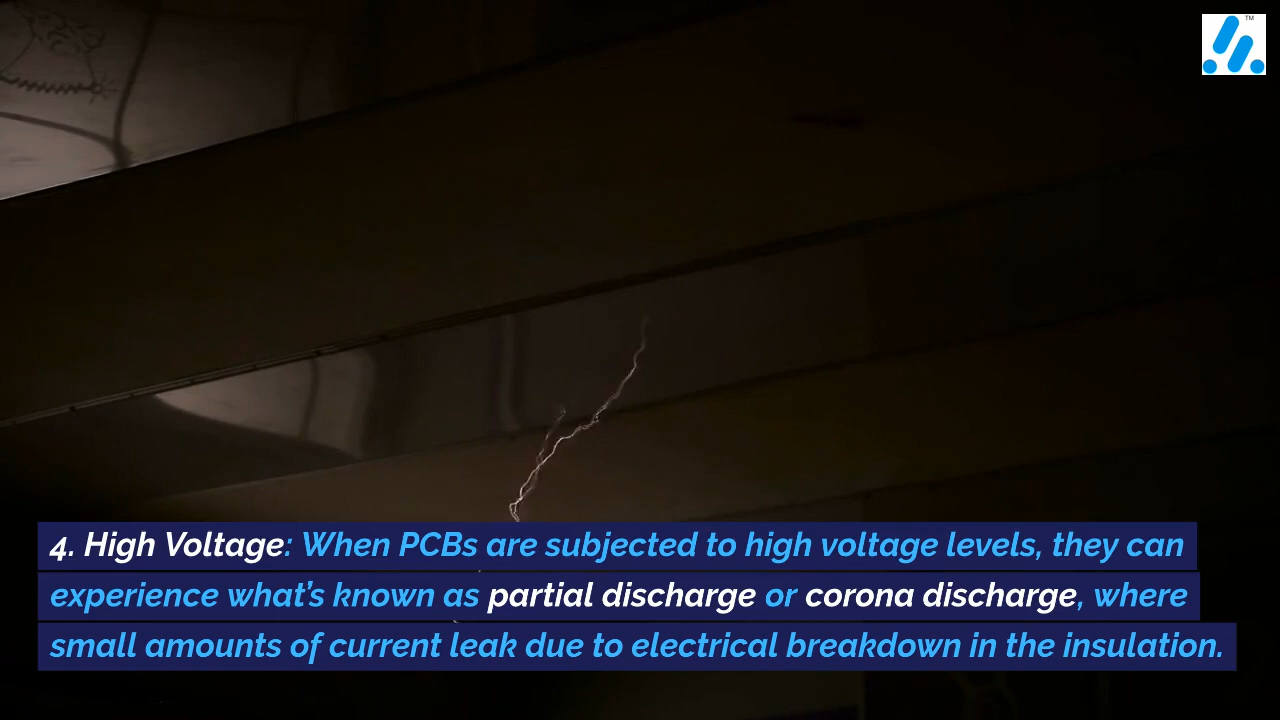 TM
4. High Voltage: When PCBs are subjected to high voltage levels, they can
experience what’s known as partial discharge or corona discharge, where
small amounts of current leak due to electrical breakdown in the insulation.